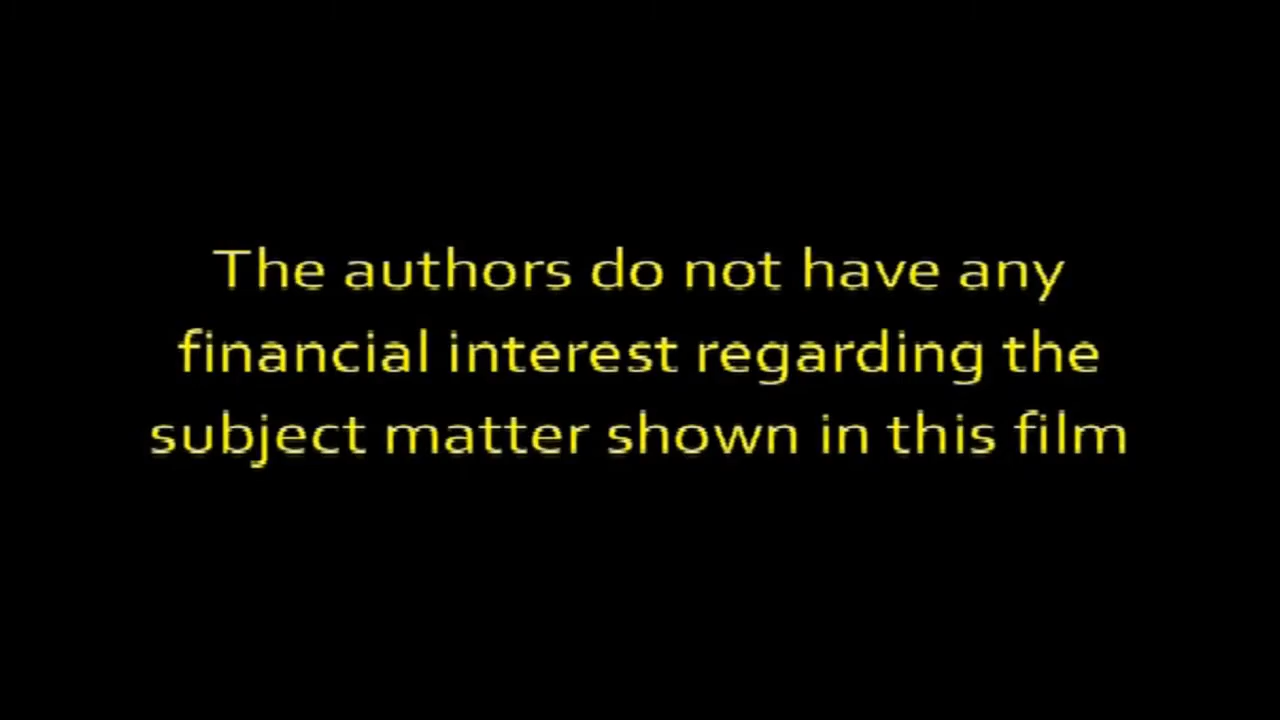 The authors do not have any
financial interest regarding the
subject matter shown in this film